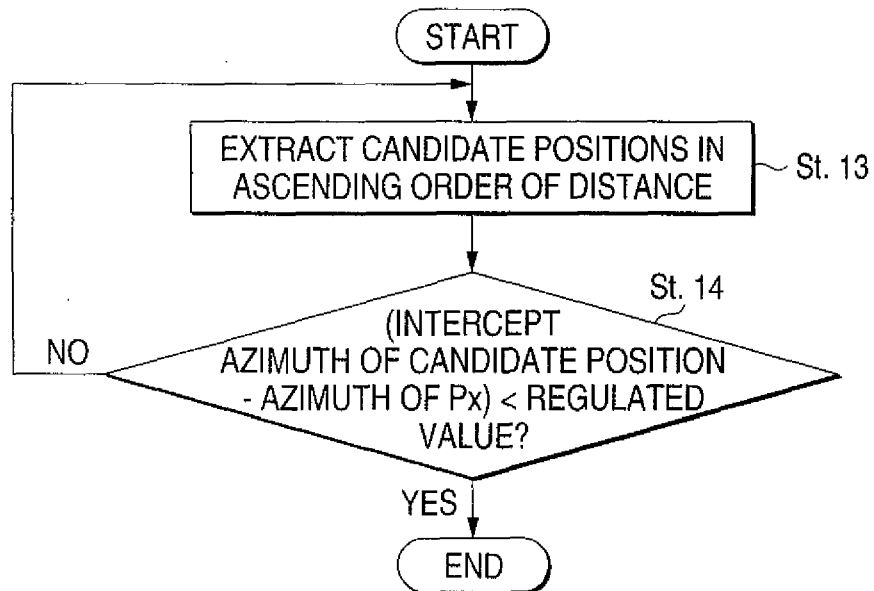 START
EXTRACT CANDIDATE POSITIONS IN
ASCENDING ORDER OF DISTANCE
St. 13
St. 14
(INTERCEPT
AZIMUTH OF CANDIDATE POSITION
- AZIMUTH OF Px) < REGULATED
VALUE?
NO
YES
END